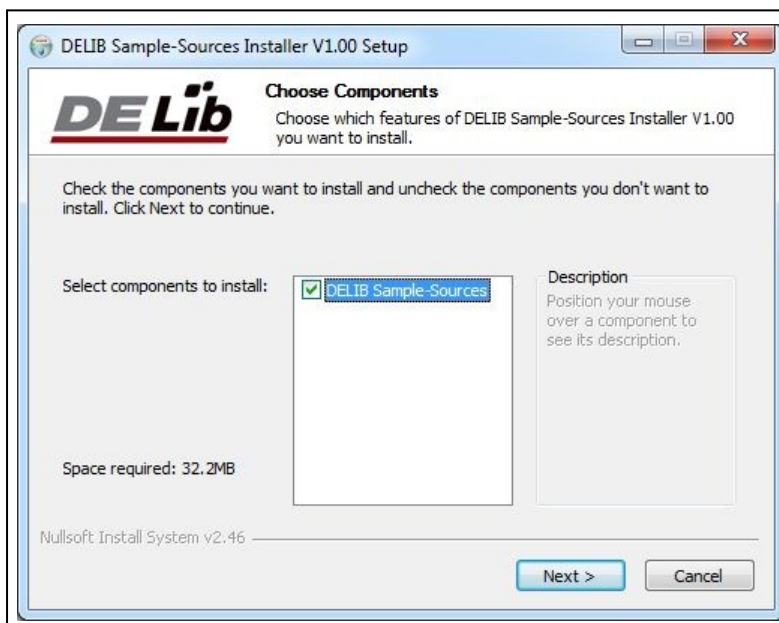 DELIB Sample-Sources Installer V1.00 Setup
DELib
Choose Components
Choose which features of DELIB Sample-Sources Installer V1.00
you want to install.
Check the components you want to install and uncheck the components you don't want to
install. Click Next to continue.
Select components to install:
DELIB Sample-Sources
Description
Position your mouse
over a component to
see its description.
Space required: 32.2MB
Nullsoft Install System v2.46
Next >
Cancel